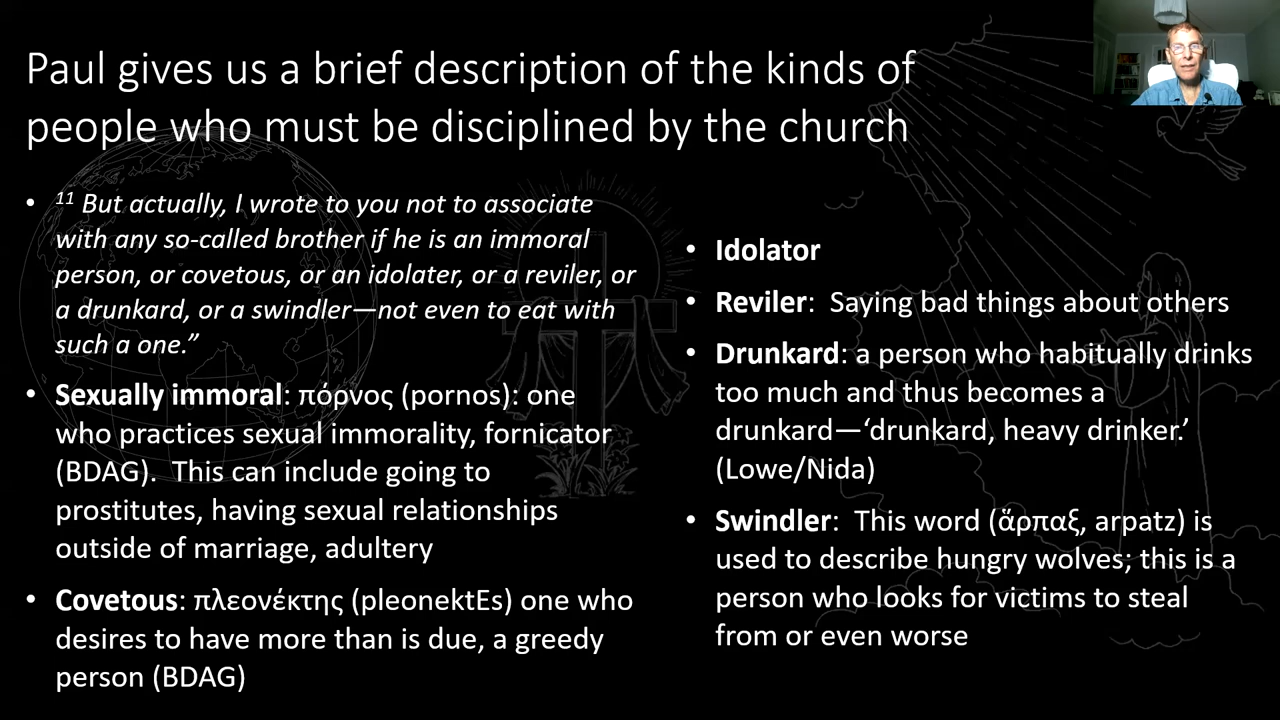 Paul gives us a brief description of the kinds of
people who must be disciplined by the church
• 11 But actually, I wrote to you not to associate
with any so-called brother if he is an immoral
person, or covetous, or an idolater, or a reviler, or
a drunkard, or a swindler—not even to eat with
such a one.”
• Sexually immoral: πόρνος (pornos): one
who practices sexual immorality, fornicator
(BDAG).  This can include going to
prostitutes, having sexual relationships
outside of marriage, adultery
• Covetous: πλεονέκτης (pleonektEs) one who
desires to have more than is due, a greedy
person (BDAG)
• Idolator
• Reviler:  Saying bad things about others
• Drunkard: a person who habitually drinks
too much and thus becomes a
drunkard—‘drunkard, heavy drinker.’
(Lowe/Nida)
• Swindler:  This word (ἅρπαξ, arpatz) is
used to describe hungry wolves; this is a
person who looks for victims to steal
from or even worse